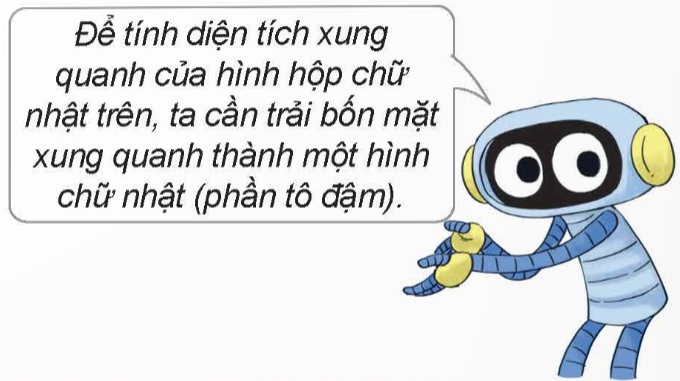 Để tính diện tích xung
quanh của hình hộp chữ
nhật trên, ta cần trải bốn mặt
xung quanh thành một hình
chữ nhật (phần tô đậm).